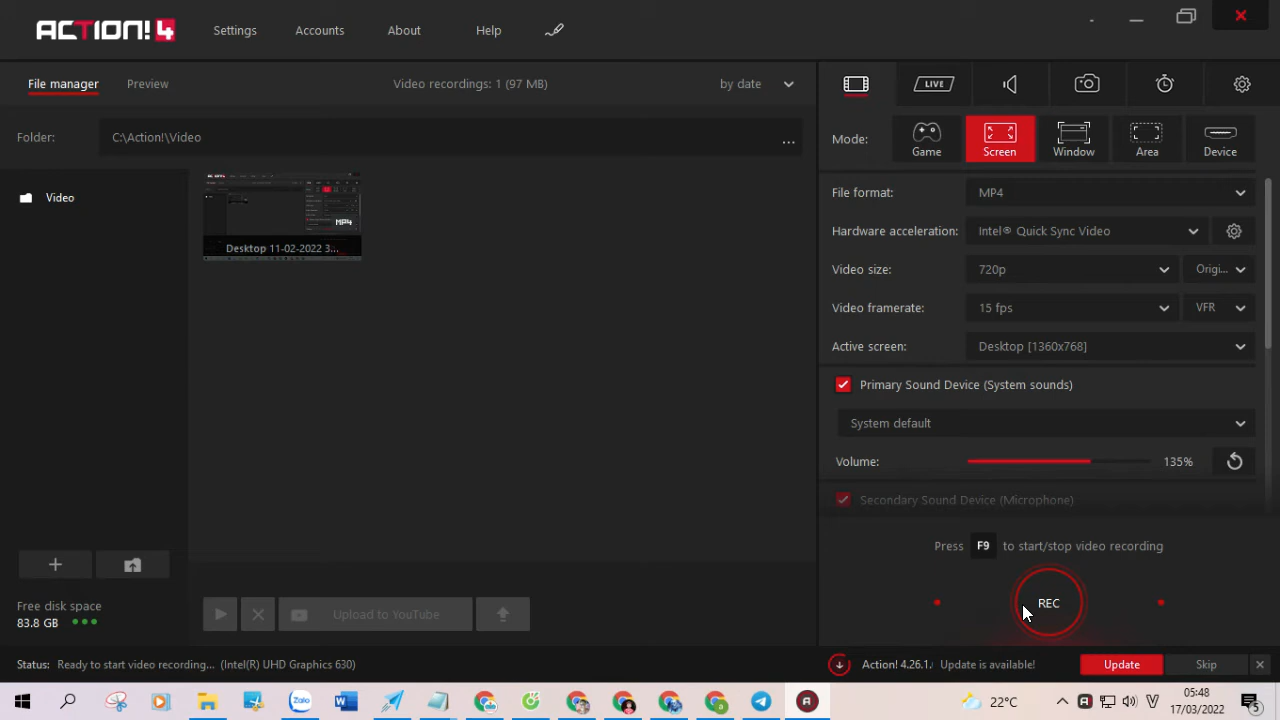 ACTION! 4 Settings Accounts About Help
File manager Preview Video recordings: 1 (97 MB) by date
LIVE
Folder: C:\Action!\Video ...
Mode: Game Screen Window Area Device
Video
MP4
Desktop 11-02-2022 3...
File format: MP4
Hardware acceleration: Intel® Quick Sync Video
Video size: 720p Origi...
Video framerate: 15 fps VFR
Active screen: Desktop [1360x768]
Primary Sound Device (System sounds)
System default
Volume: 135%
Secondary Sound Device (Microphone)
Press F9 to start/stop video recording
REC
Free disk space
83.8 GB
Upload to YouTube
Status: Ready to start video recording... (Intel(R) UHD Graphics 630)
Action! 4.26.1. Update is available! Update Skip
Zalo
22°C
V
05:48
17/03/2022
5